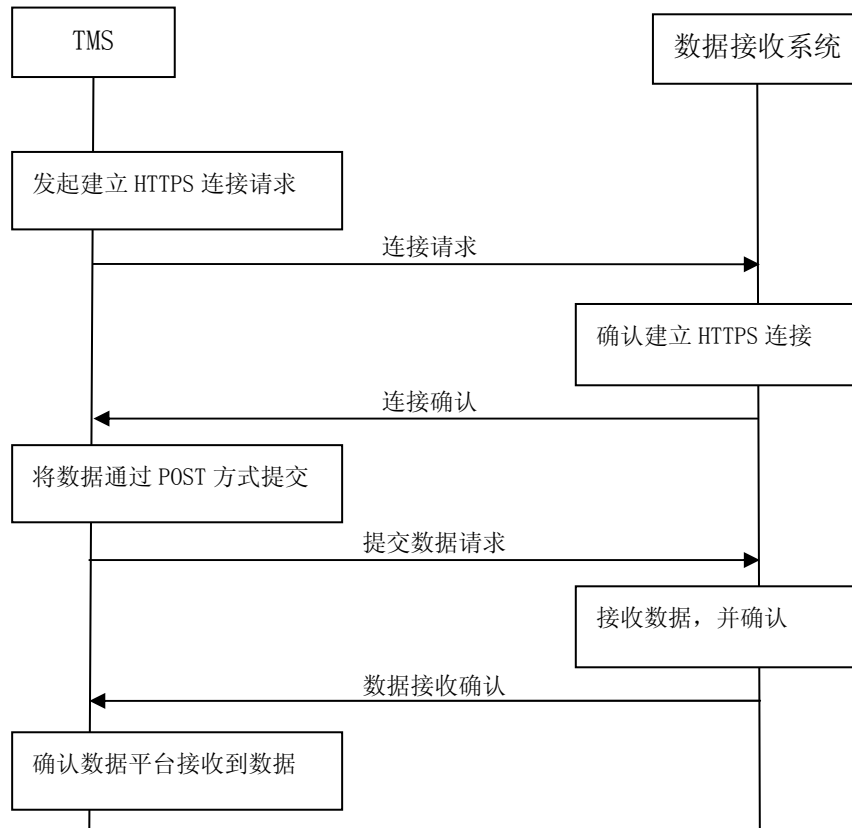 TMS
数据接收系统
发起建立 HTTPS 连接请求
连接请求
确认建立 HTTPS 连接
连接确认
将数据通过 POST 方式提交
提交数据请求
接收数据，并确认
数据接收确认
确认数据平台接收到数据